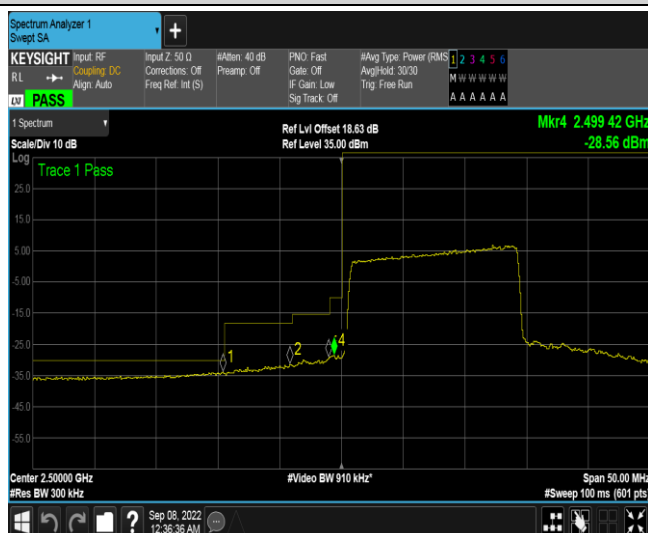 Spectrum Analyzer 1
Swept SA
+
KEYSIGHT
RL
LXI PASS
Input: RF
Coupling: DC
Align: Auto
Input Z: 50 Ω
Corrections: Off
Freq Ref: Int (S)
#Atten: 40 dB
Preamp: Off
PNO: Fast
Gate: Off
IF Gain: Low
Sig Track: Off
#Avg Type: Power (RMS
Avg|Hold: 30/30
Trig: Free Run
1 2 3 4 5 6
M W W W W W
A A A A A A
1 Spectrum
Scale/Div 10 dB
Ref Lvl Offset 18.63 dB
Ref Level 35.00 dBm
Mkr4 2.499 42 GHz
-28.56 dBm
Log
Trace 1 Pass
25.0
15.0
5.00
-5.00
-15.0
-25.0
-35.0
-45.0
-55.0
1
2
4
Center 2.50000 GHz
#Res BW 300 kHz
#Video BW 910 kHz*
Span 50.00 MHz
#Sweep 100 ms (601 pts)
?
Sep 08, 2022
12:36:36 AM